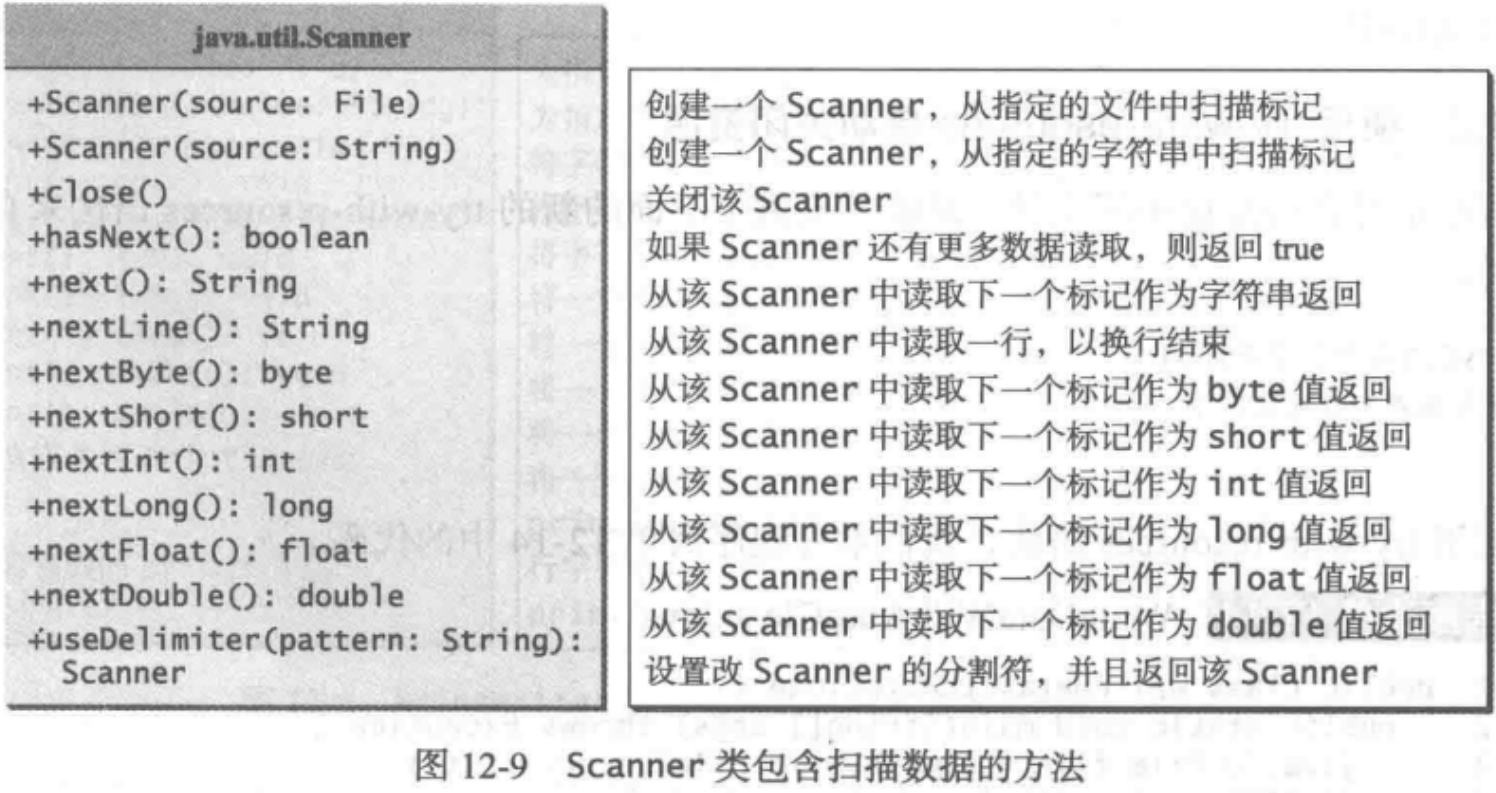 java.util.Scanner
+Scanner(source: File)
+Scanner(source: String)
+close()
+hasNext(): boolean
+next(): String
+nextLine(): String
+nextByte(): byte
+nextShort(): short
+nextInt(): int
+nextLong(): long
+nextFloat(): float
+nextDouble(): double
+useDelimiter(pattern: String):
Scanner
创建一个 Scanner，从指定的文件中扫描标记
创建一个 Scanner，从指定的字符串中扫描标记
关闭该 Scanner
如果 Scanner 还有更多数据读取，则返回 true
从该 Scanner 中读取下一个标记作为字符串返回
从该 Scanner 中读取一行，以换行结束
从该 Scanner 中读取下一个标记作为 byte 值返回
从该 Scanner 中读取下一个标记作为 short 值返回
从该 Scanner 中读取下一个标记作为 int 值返回
从该 Scanner 中读取下一个标记作为 long 值返回
从该 Scanner 中读取下一个标记作为 float 值返回
从该 Scanner 中读取下一个标记作为 double 值返回
设置改 Scanner 的分割符，并且返回该 Scanner
图 12-9 Scanner 类包含扫描数据的方法